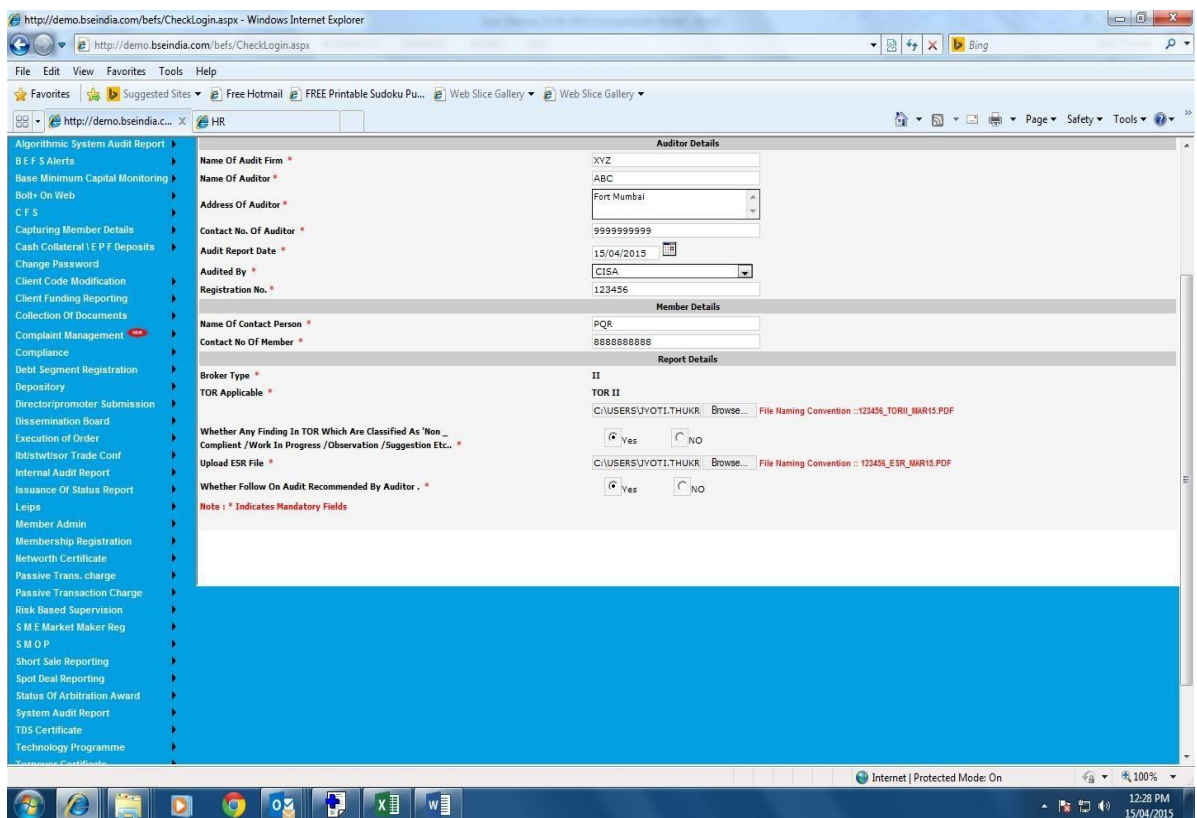 http://demo.bseindia.com/befs/CheckLogin.aspx - Windows Internet Explorer
http://demo.bseindia.com/befs/CheckLogin.aspx
Bing
File Edit View Favorites Tools Help
Favorites Suggested Sites Free Hotmail FREE Printable Sudoku Pu... Web Slice Gallery Web Slice Gallery
http://demo.bseindia.c... X HR Page Safety Tools
Algorithmic System Audit Report
B E F S Alerts
Base Minimum Capital Monitoring
Bolt+ On Web
C F S
Capturing Member Details
Cash Collateral \ E P F Deposits
Change Password
Client Code Modification
Client Funding Reporting
Collection Of Documents
Complaint Management NEW
Compliance
Debt Segment Registration
Depository
Director/promoter Submission
Dissemination Board
Execution of Order
Ibt/stwt/sor Trade Conf
Internal Audit Report
Issuance Of Status Report
Leips
Member Admin
Membership Registration
Networth Certificate
Passive Trans. charge
Passive Transaction Charge
Risk Based Supervision
S M E Market Maker Reg
S M O P
Short Sale Reporting
Spot Deal Reporting
Status Of Arbitration Award
System Audit Report
TDS Certificate
Technology Programme
Turnover Certificate
Auditor Details
Name Of Audit Firm * XYZ
Name Of Auditor * ABC
Address Of Auditor * Fort Mumbai
Contact No. Of Auditor * 9999999999
Audit Report Date * 15/04/2015
Audited By * CISA
Registration No. * 123456
Member Details
Name Of Contact Person * PQR
Contact No Of Member * 8888888888
Report Details
Broker Type * II
TOR Applicable * TOR II
C:\USERS\JYOTI.THUKR Browse... File Naming Convention ::123456_TORII_MAR15.PDF
Whether Any Finding In TOR Which Are Classified As 'Non _
Complient /Work In Progress /Observation /Suggestion Etc.. * Yes NO
Upload ESR File * C:\USERS\JYOTI.THUKR Browse... File Naming Convention :: 123456_ESR_MAR15.PDF
Whether Follow On Audit Recommended By Auditor . * Yes NO
Note : * Indicates Mandatory Fields
Internet | Protected Mode: On 100%
12:28 PM
15/04/2015